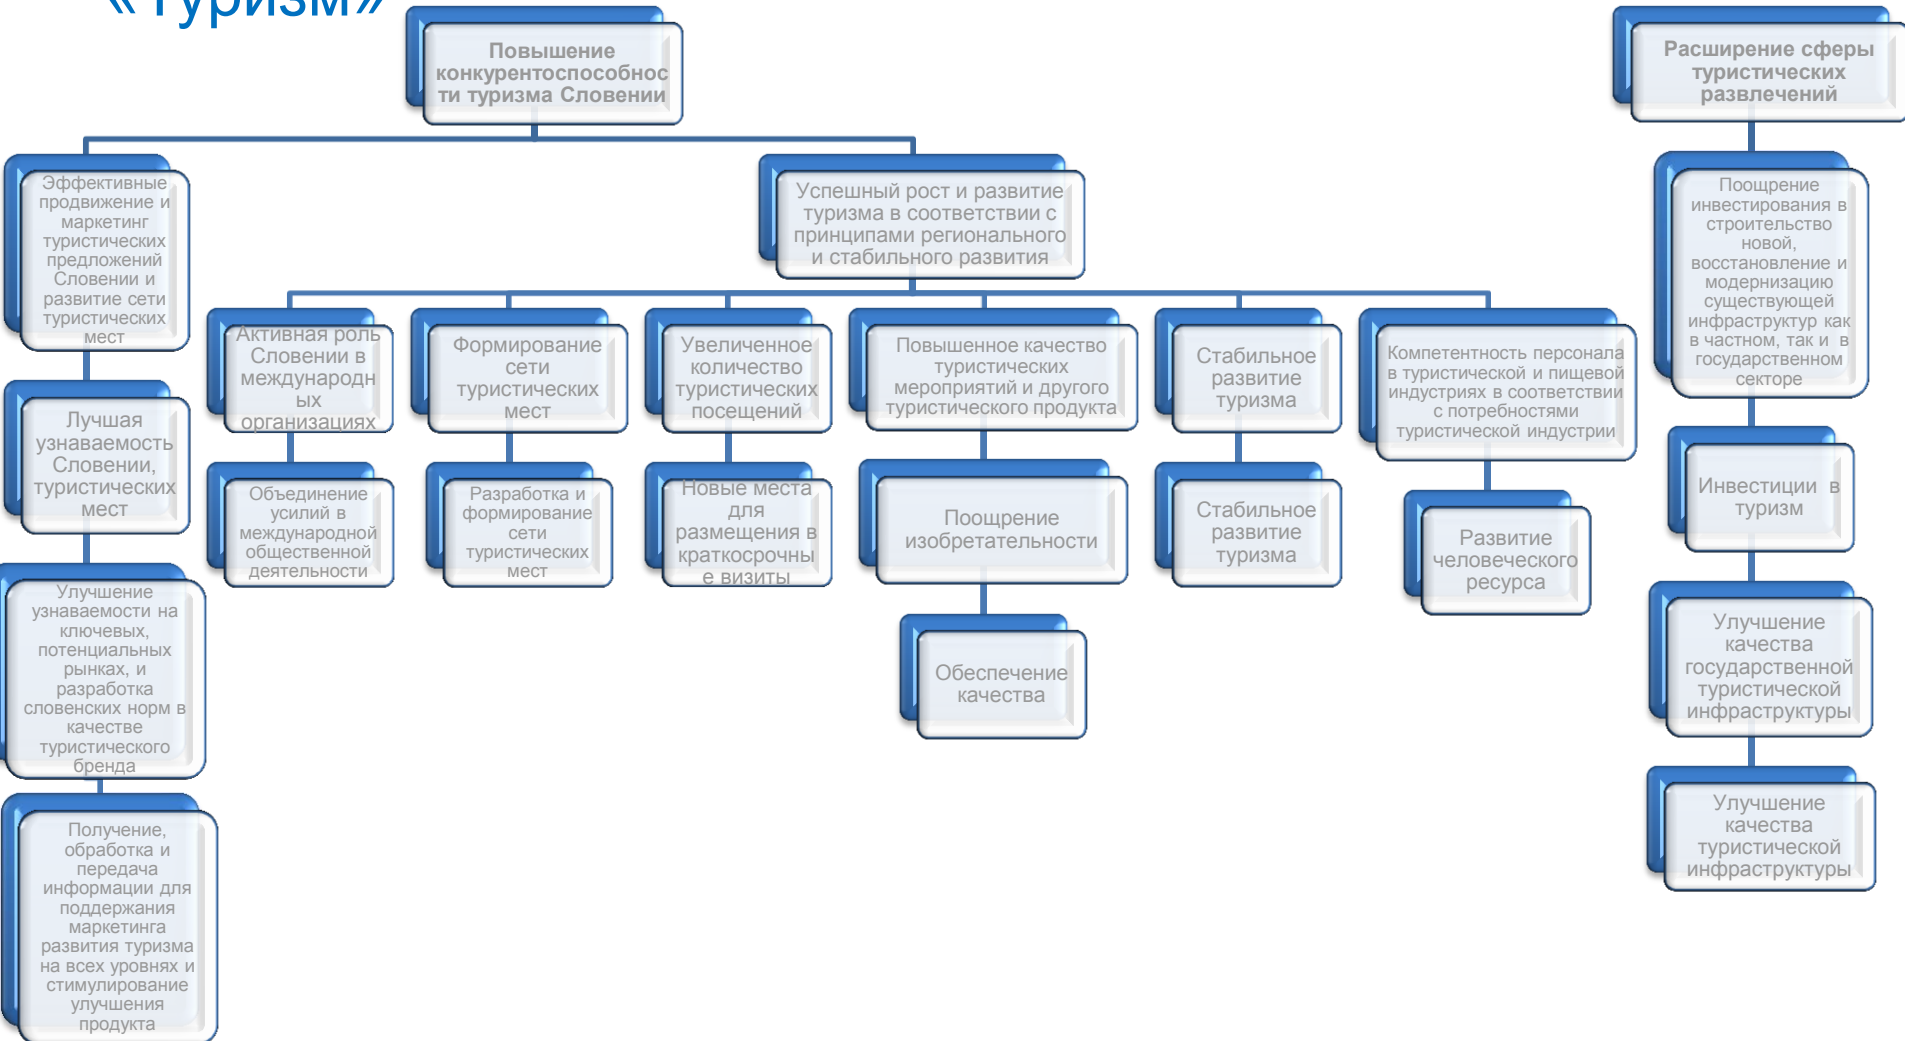 «Туризм»
Повышение
конкурентоспособнос
ти туризма Словении
Расширение сферы
туристических
развлечений
Эффективные
продвижение и
маркетинг
туристических
предложений
Словении и
развитие сети
туристических
мест
Успешный рост и развитие
туризма в соответствии с
принципами регионального
и стабильного развития
Поощрение
инвестирования в
строительство
новой,
восстановление и
модернизацию
существующей
инфраструктур как
в частном, так и в
государственном
секторе
Активная роль
Словении в
международн
ых
организациях
Формирование
сети
туристических
мест
Увеличенное
количество
туристических
посещений
Повышенное качество
туристических
мероприятий и другого
туристического продукта
Стабильное
развитие
туризма
Компетентность персонала
в туристической и пищевой
индустриях в соответствии
с потребностями
туристической индустрии
Лучшая
узнаваемость
Словении,
туристических
мест
Объединение
усилий в
международной
общественной
деятельности
Разработка и
формирование
сети
туристических
мест
Новые места
для
размещения в
краткосрочны
е визиты
Поощрение
изобретательности
Стабильное
развитие
туризма
Развитие
человеческого
ресурса
Инвестиции в
туризм
Улучшение
узнаваемости на
ключевых,
потенциальных
рынках, и
разработка
словенских норм в
качестве
туристического
бренда
Обеспечение
качества
Улучшение
качества
государственной
туристической
инфраструктуры
Получение,
обработка и
передача
информации для
поддержания
маркетинга
развития туризма
на всех уровнях и
стимулирование
улучшения
продукта
Улучшение
качества
туристической
инфраструктуры